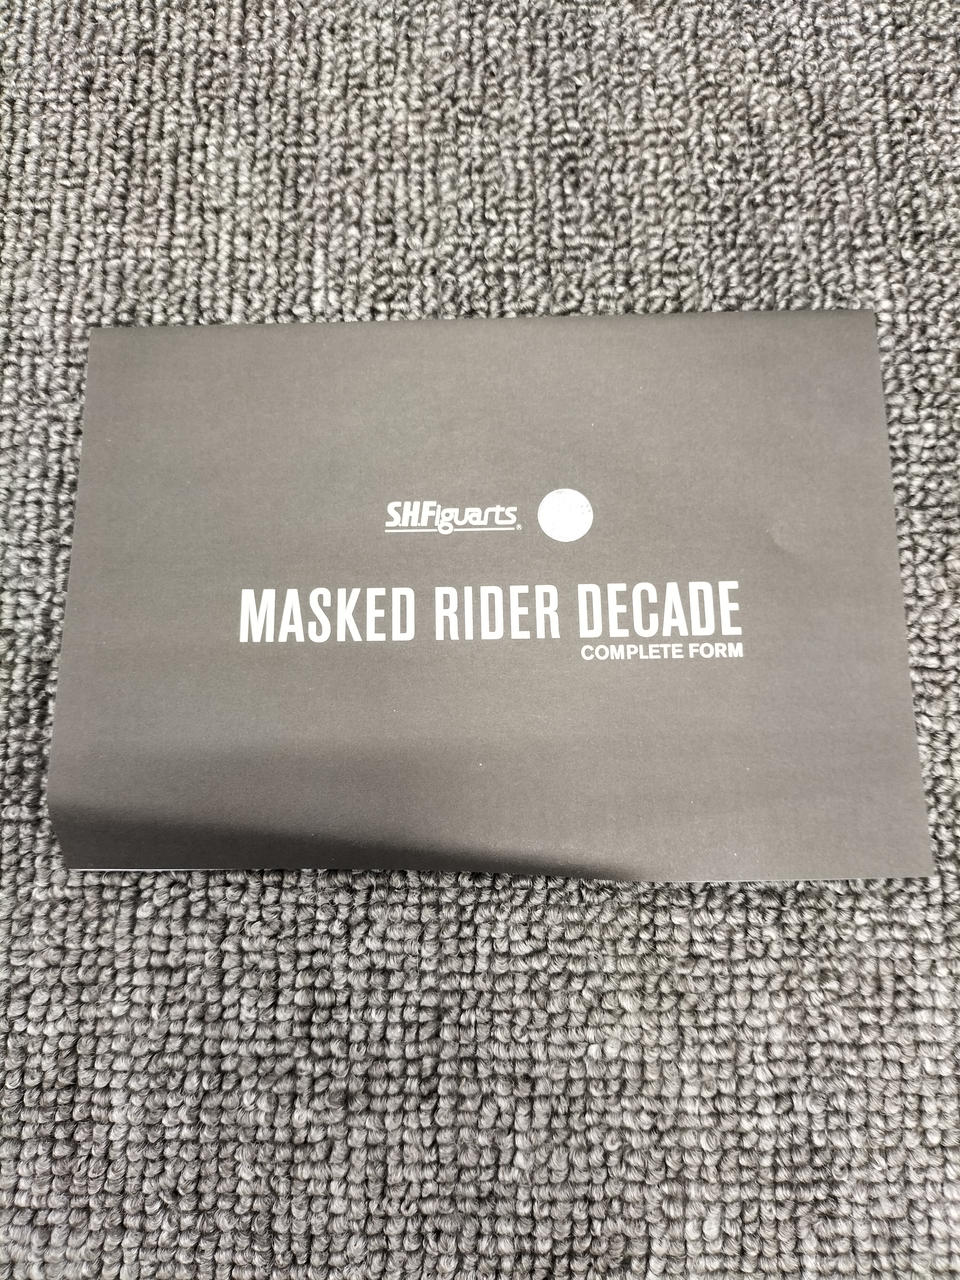 S.H.Figuarts®
MASKED RIDER DECADE
COMPLETE FORM